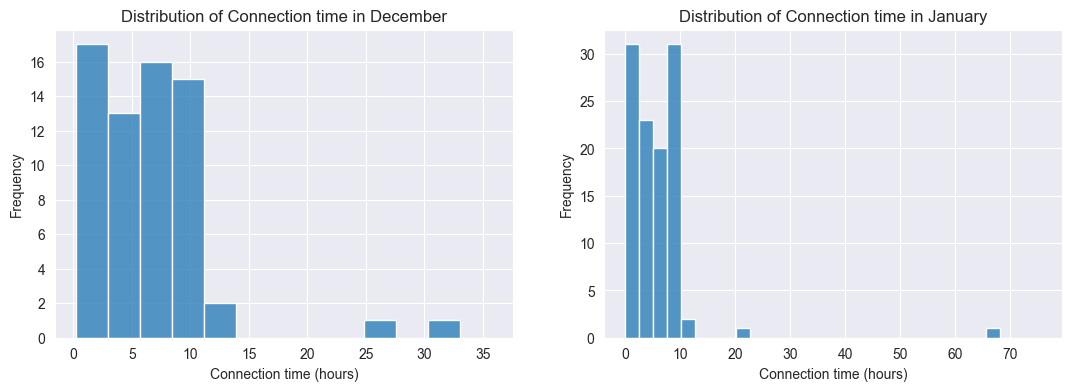 Distribution of Connection time in December
16
14
12
10
8
6
4
2
0
Frequency
0 5 10 15 20 25 30 35
Connection time (hours)
Distribution of Connection time in January
30
25
20
15
10
5
0
Frequency
0 10 20 30 40 50 60 70
Connection time (hours)